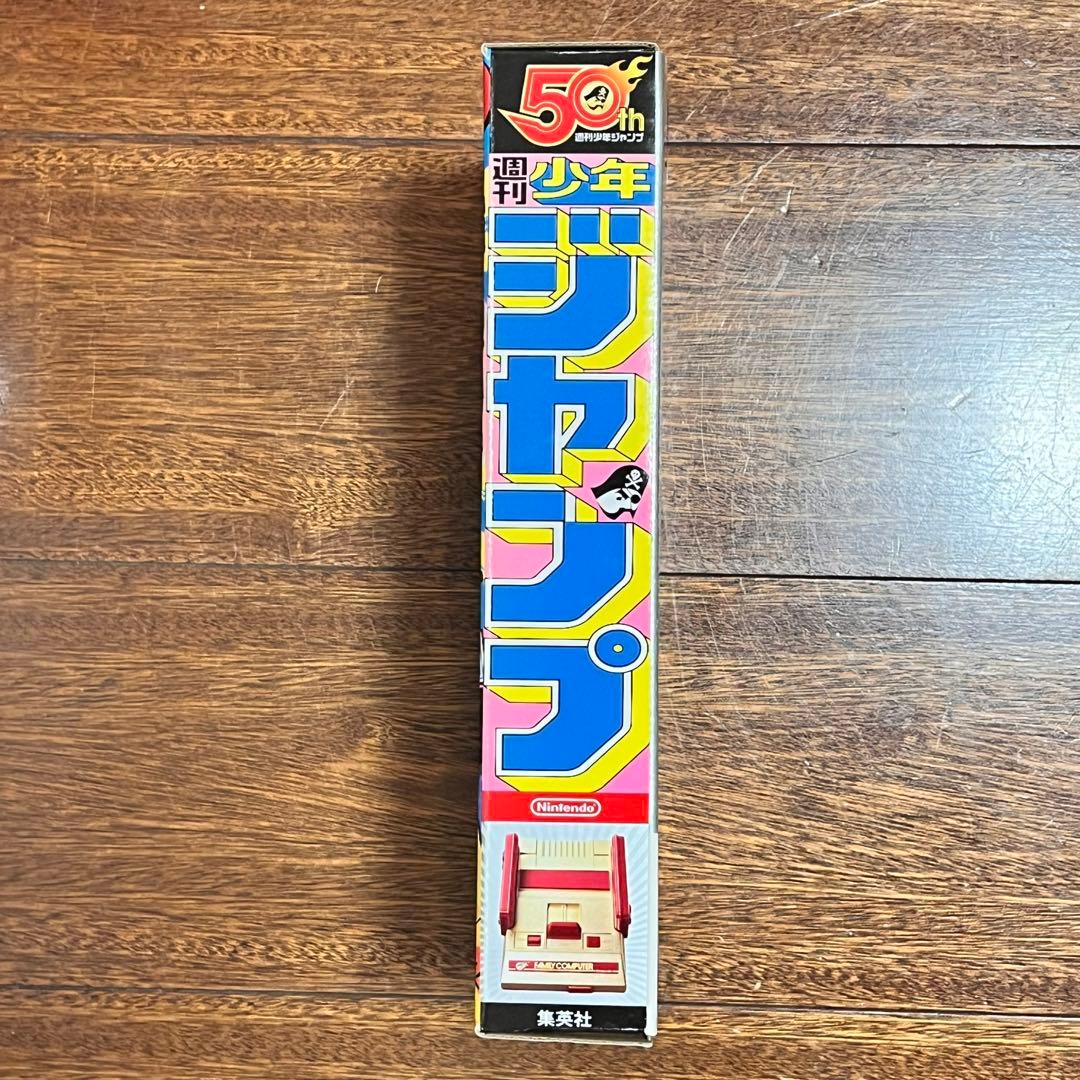 50th
週刊少年ジャンプ
週刊
少年
ジャンプ
Nintendo
FAMILY COMPUTER
集英社